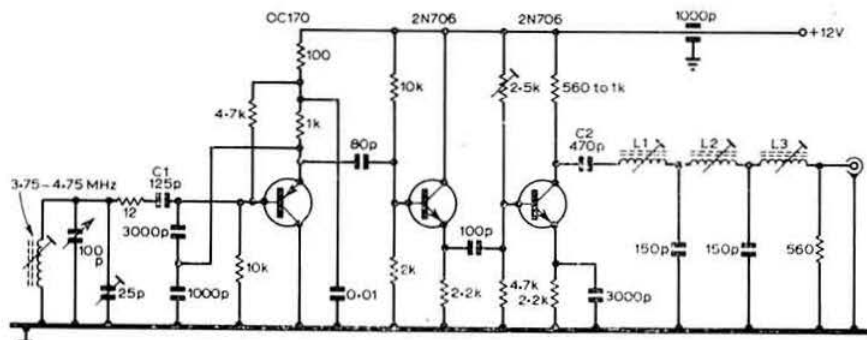 OC170
2N706
2N706
1000p
+12V
100
4.7k
1k
10k
2.5k
560 to 1k
80p
C2
470p
L1
L2
L3
3.75–4.75 MHz
C1
125p
12
100p
25p
3000p
1000p
10k
0.01
2k
100p
2.2k
4.7k
2.2k
3000p
150p
150p
560